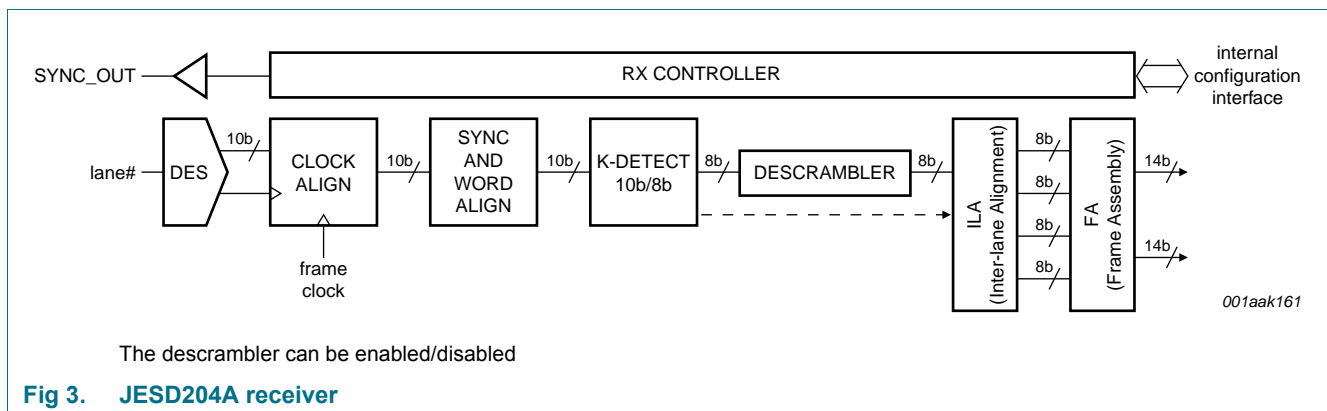 SYNC_OUT
RX CONTROLLER
internal
configuration
interface
lane#
DES
10b
CLOCK
ALIGN
frame
clock
10b
SYNC
AND
WORD
ALIGN
10b
K-DETECT
10b/8b
8b
DESCRAMBLER
8b
ILA
(Inter-lane Alignment)
8b
8b
8b
8b
FA
(Frame Assembly)
14b
14b
001aak161
The descrambler can be enabled/disabled
Fig 3. JESD204A receiver